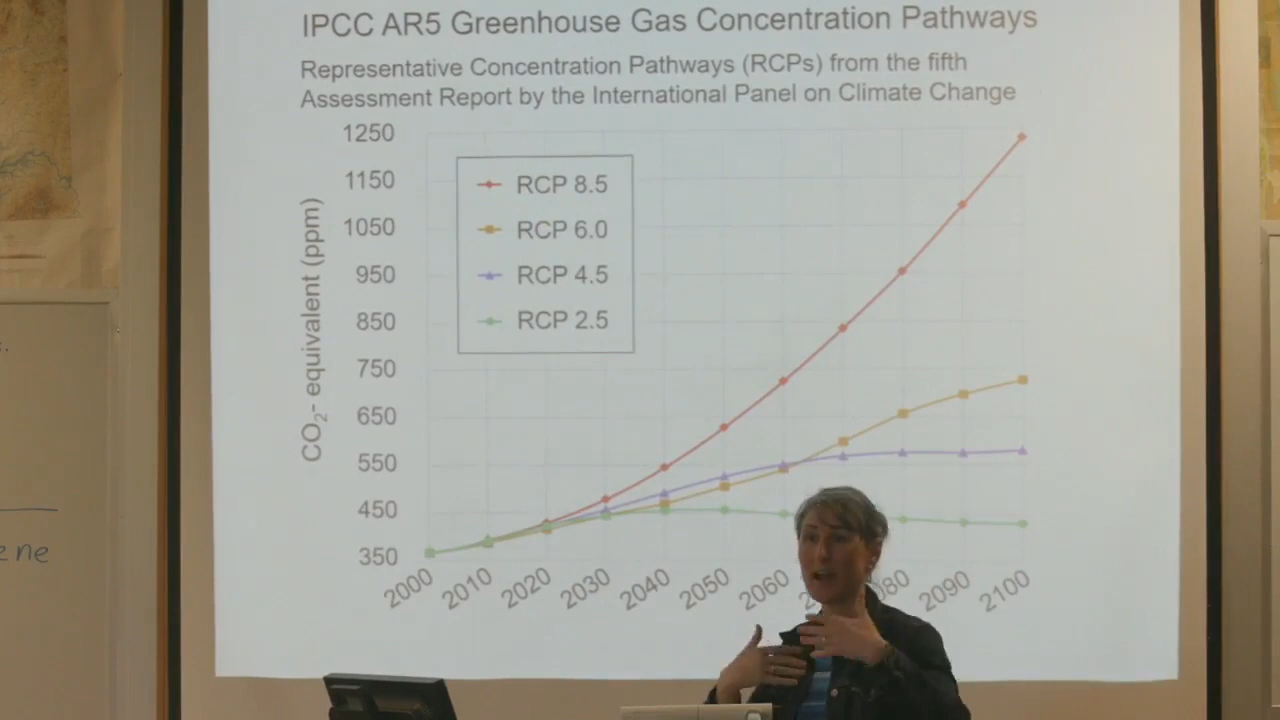 IPCC AR5 Greenhouse Gas Concentration Pathways
Representative Concentration Pathways (RCPs) from the fifth
Assessment Report by the International Panel on Climate Change
1250
1150
1050
950
850
750
650
550
450
350
CO₂- equivalent (ppm)
RCP 8.5
RCP 6.0
RCP 4.5
RCP 2.5
2000 2010 2020 2030 2040 2050 2060 2090 2100